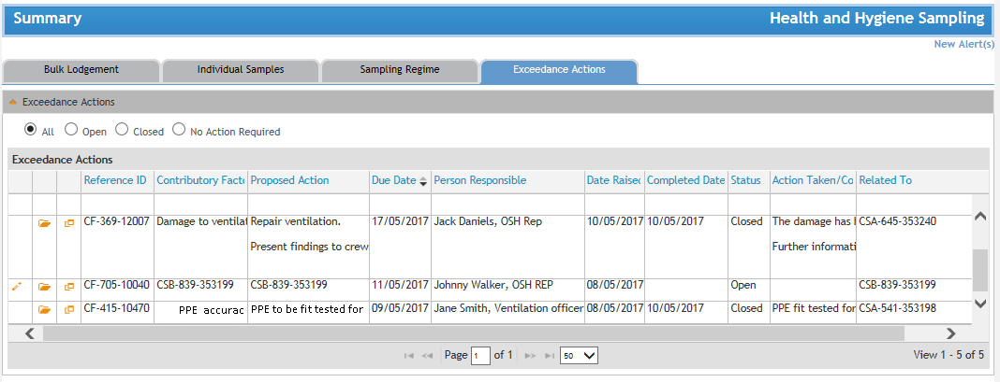 Summary Health and Hygiene Sampling
New Alert(s)
Bulk Lodgement Individual Samples Sampling Regime Exceedance Actions
Exceedance Actions
All Open Closed No Action Required
Exceedance Actions
Reference ID Contributory Facto Proposed Action Due Date Person Responsible Date Raised Completed Date Status Action Taken/Co Related To
CF-369-12007 Damage to ventilat Repair ventilation. 17/05/2017 Jack Daniels, OSH Rep 10/05/2017 10/05/2017 Closed The damage has b CSA-645-353240
Present findings to crew Further informati
CF-705-10040 CSB-839-353199 CSB-839-353199 11/05/2017 Johnny Walker, OSH REP 08/05/2017 Open CSB-839-353199
CF-415-10470 PPE accurac PPE to be fit tested for 09/05/2017 Jane Smith, Ventilation officer 08/05/2017 10/05/2017 Closed PPE fit tested for CSA-541-353198
Page 1 of 1 50 View 1 - 5 of 5